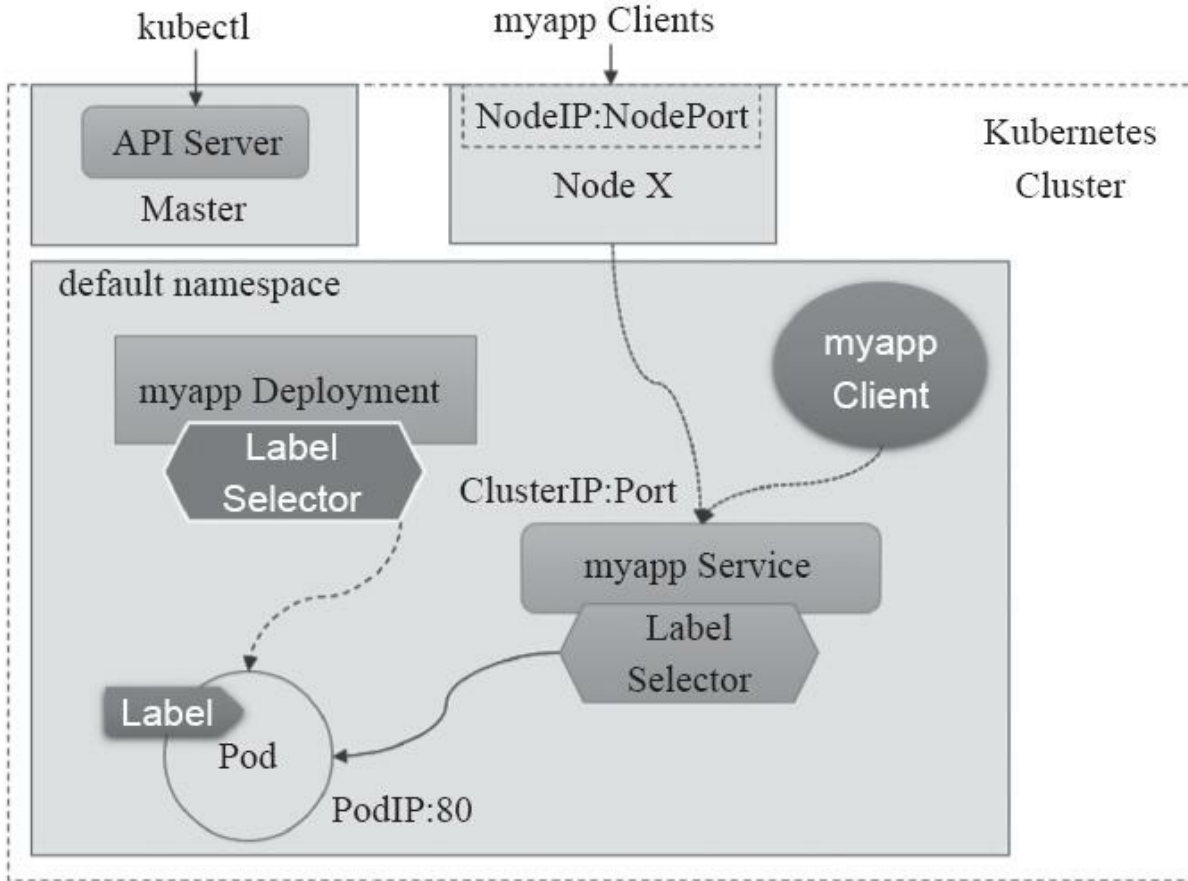 kubectl
myapp Clients
API Server
Master
NodeIP:NodePort
Node X
Kubernetes
Cluster
default namespace
myapp Deployment
Label
Selector
myapp
Client
ClusterIP:Port
myapp Service
Label
Selector
Label
Pod
PodIP:80